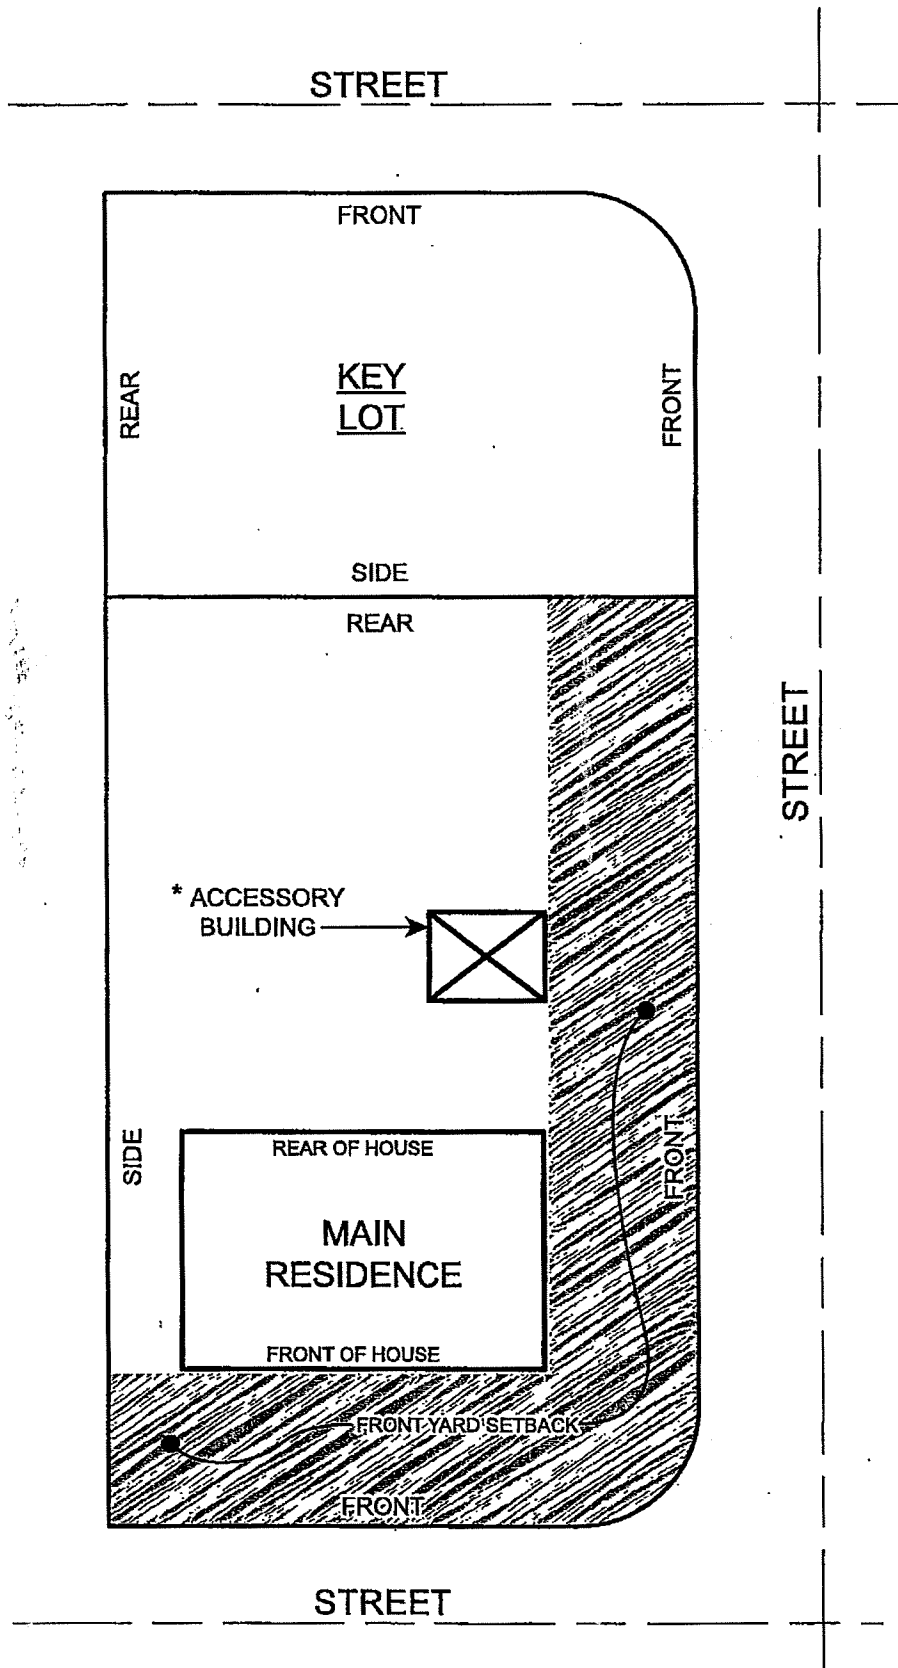 STREET
FRONT
REAR
KEY
LOT
FRONT
SIDE
REAR
STREET
* ACCESSORY
BUILDING
SIDE
REAR OF HOUSE
FRONT
MAIN
RESIDENCE
FRONT OF HOUSE
FRONT YARD SETBACK
FRONT
STREET